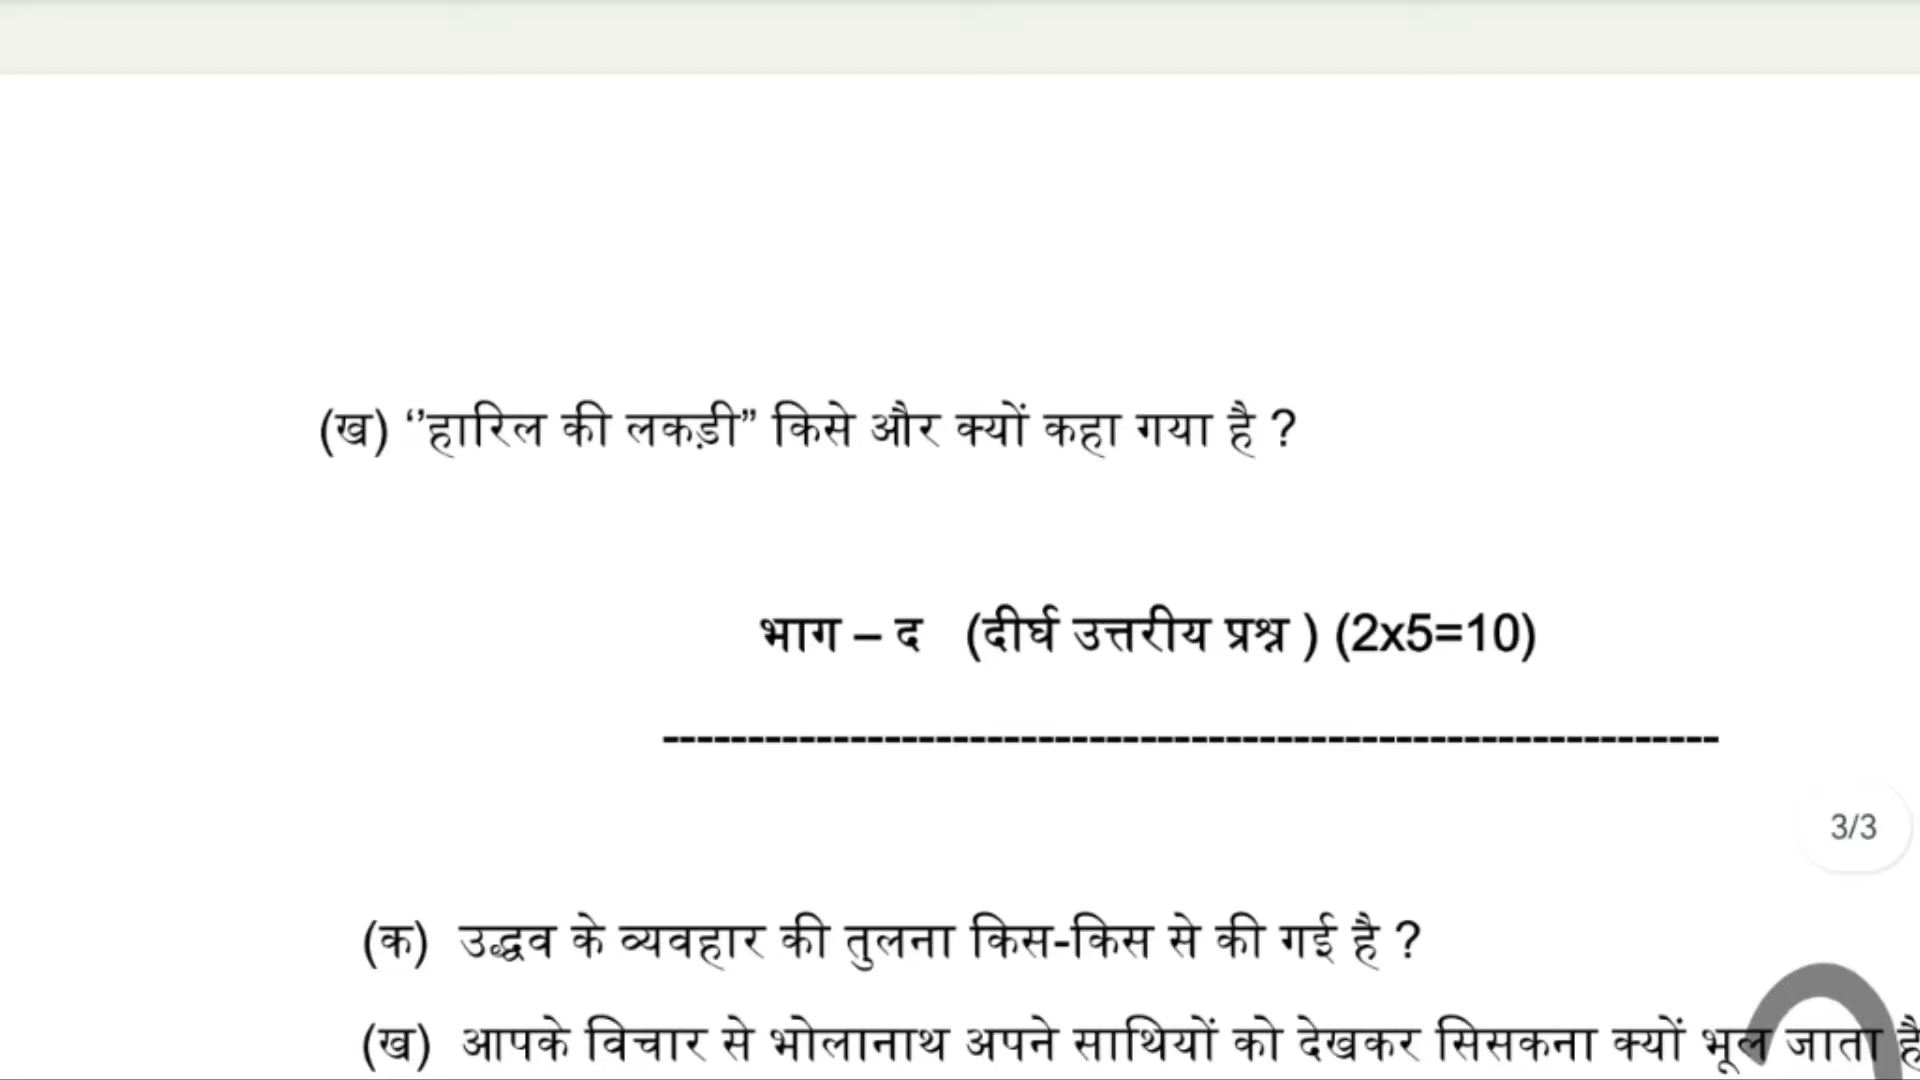 (ख) ‘’हारिल की लकड़ी” किसे और क्यों कहा गया है ?
भाग – द (दीर्घ उत्तरीय प्रश्न ) (2x5=10)
--------------------------------------------------------------
3/3
(क) उद्धव के व्यवहार की तुलना किस-किस से की गई है ?
(ख) आपके विचार से भोलानाथ अपने साथियों को देखकर सिसकना क्यों भूल जाता है